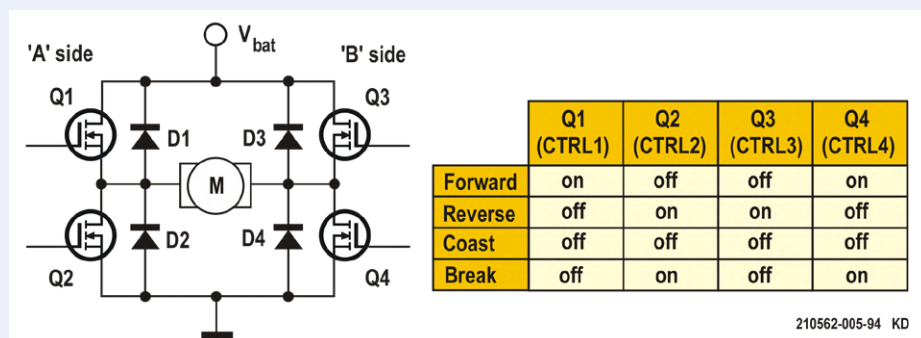 'A' side
Vbat
'B' side
Q1
Q3
D1
D3
M
D2
D4
Q2
Q4
Q1 Q2 Q3 Q4
(CTRL1) (CTRL2) (CTRL3) (CTRL4)
Forward on off off on
Reverse off on on off
Coast off off off off
Break off on off on
210562-005-94 KD